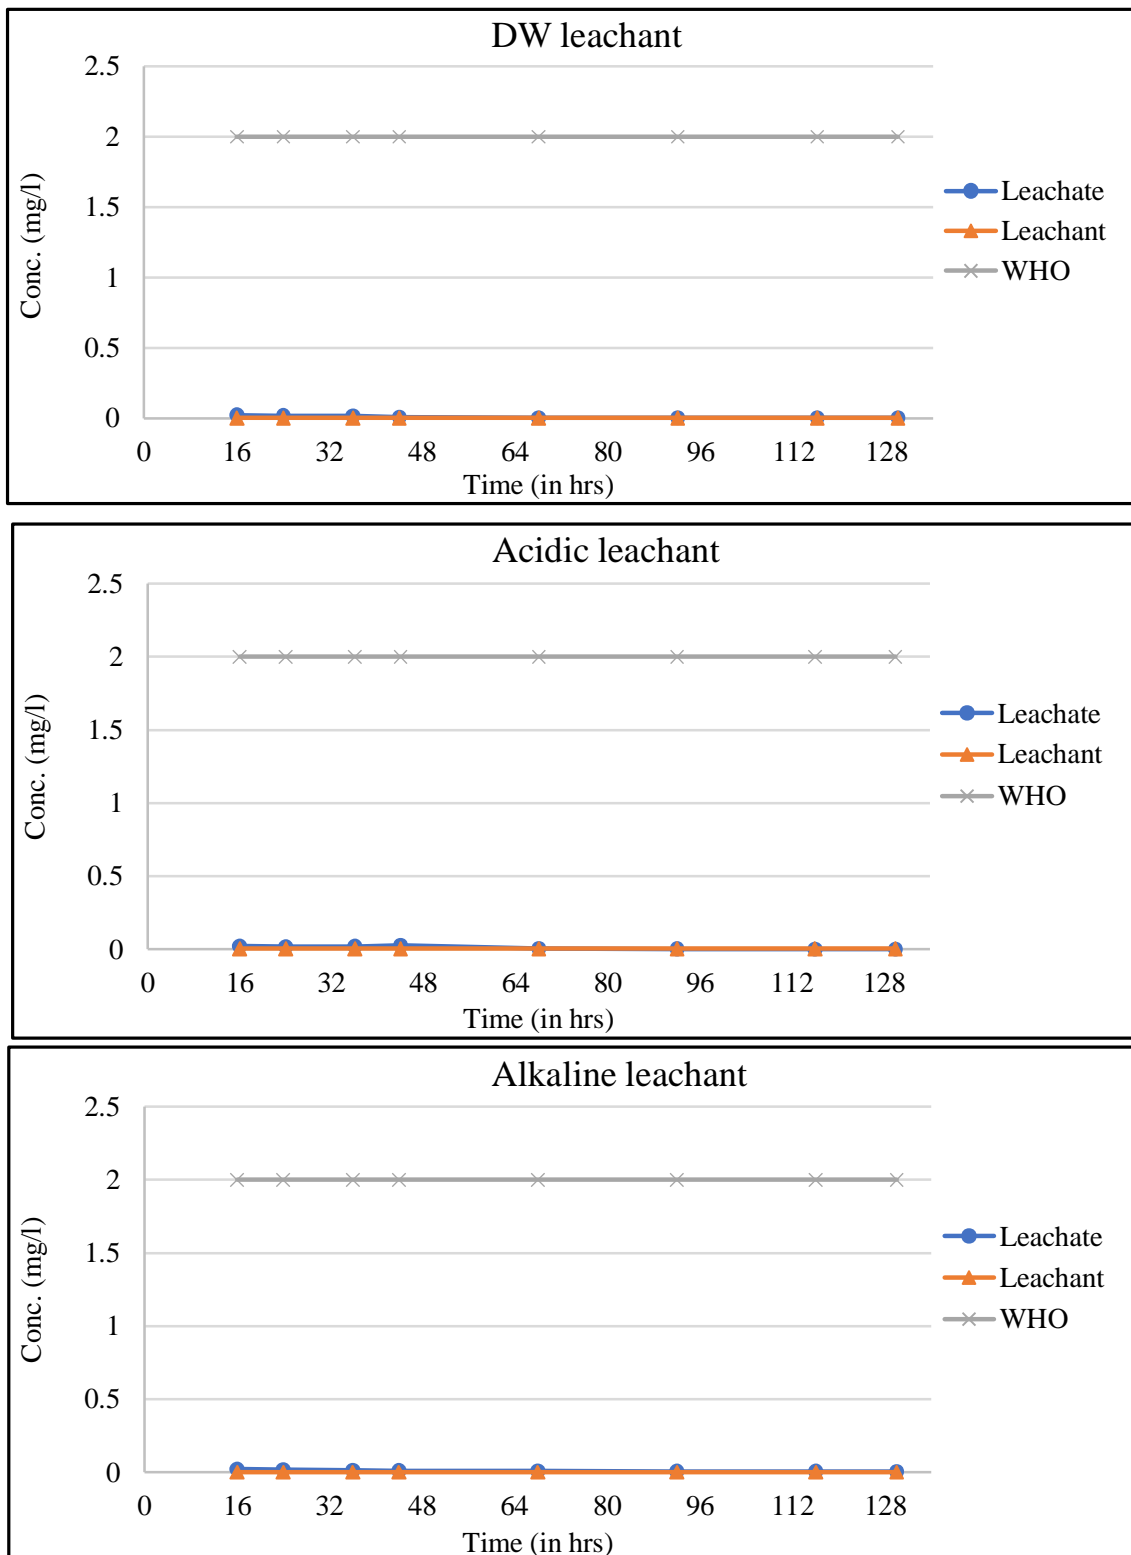 DW leachant
2.5
2
1.5
1
0.5
0
Conc. (mg/l)
0 16 32 48 64 80 96 112 128
Time (in hrs)
Leachate
Leachant
WHO
Acidic leachant
2.5
2
1.5
1
0.5
0
Conc. (mg/l)
0 16 32 48 64 80 96 112 128
Time (in hrs)
Leachate
Leachant
WHO
Alkaline leachant
2.5
2
1.5
1
0.5
0
Conc. (mg/l)
0 16 32 48 64 80 96 112 128
Time (in hrs)
Leachate
Leachant
WHO